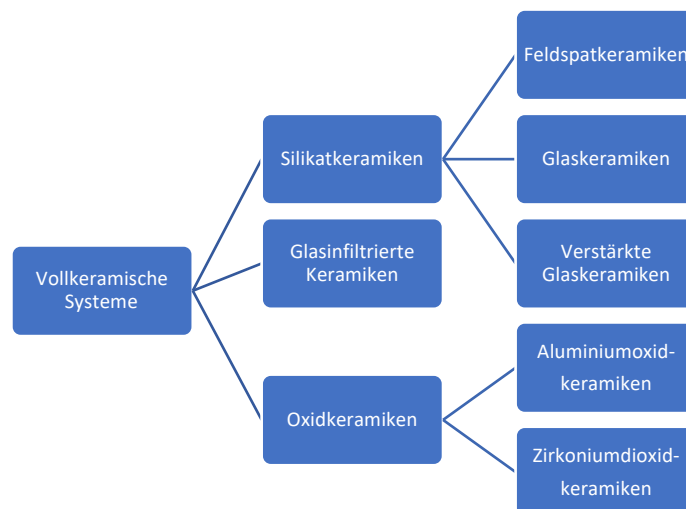 Vollkeramische
Systeme
Silikatkeramiken
Feldspatkeramiken
Glaskeramiken
Verstärkte
Glaskeramiken
Glasinfiltrierte
Keramiken
Oxidkeramiken
Aluminiumoxid-
keramiken
Zirkoniumdioxid-
keramiken